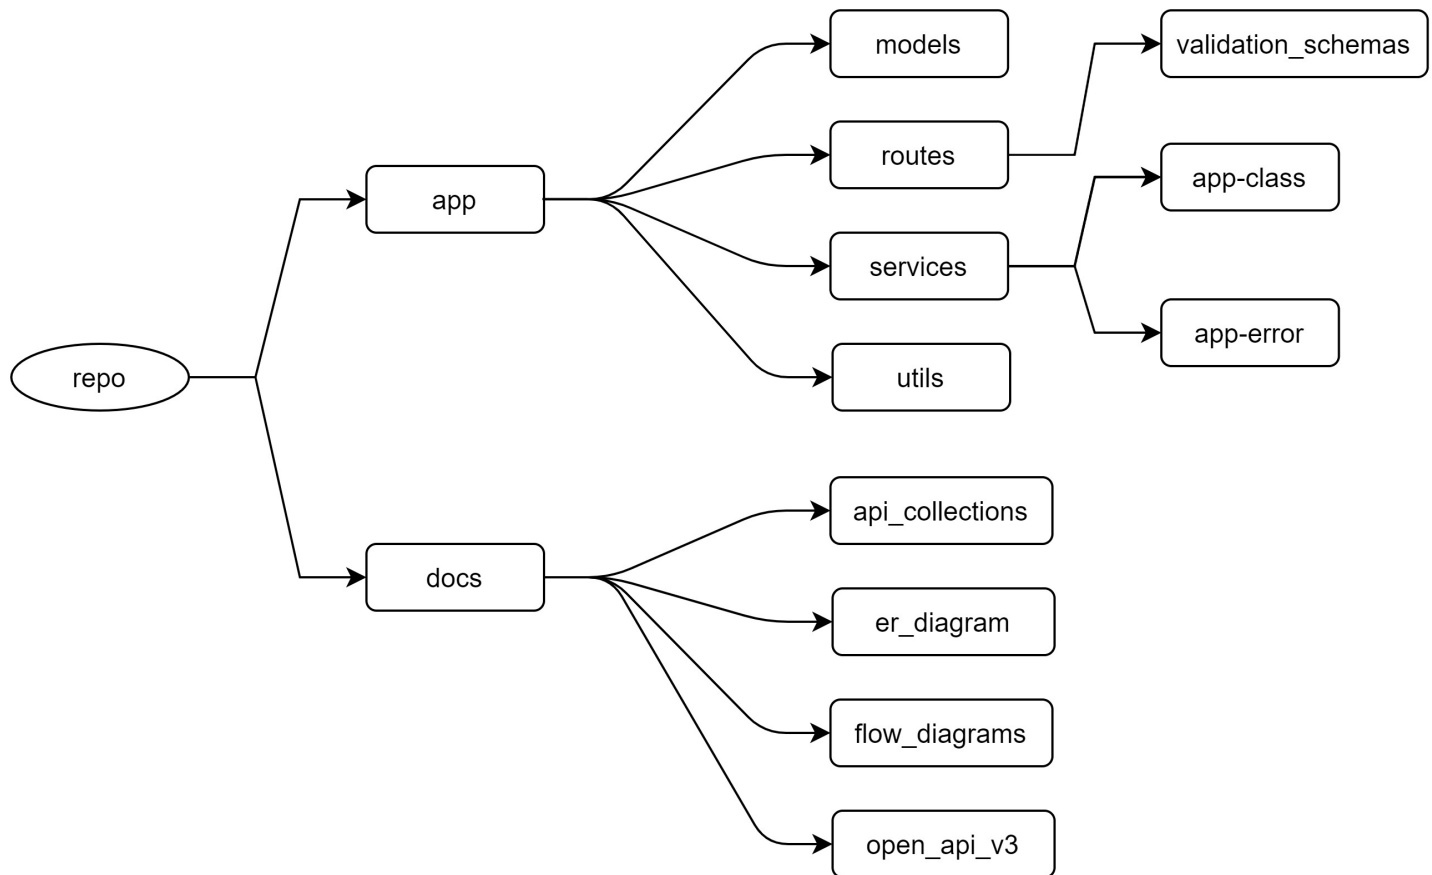 repo
app
docs
models
routes
services
utils
api_collections
er_diagram
flow_diagrams
open_api_v3
validation_schemas
app-class
app-error